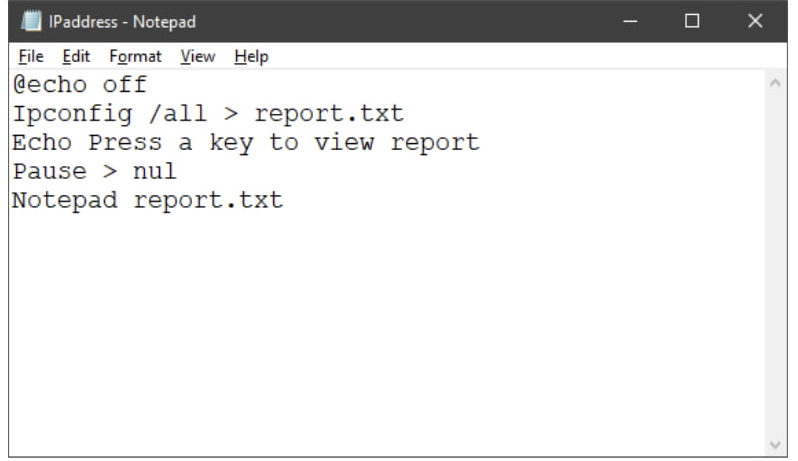 IPaddress - Notepad
File Edit Format View Help
@echo off
Ipconfig /all > report.txt
Echo Press a key to view report
Pause > nul
Notepad report.txt